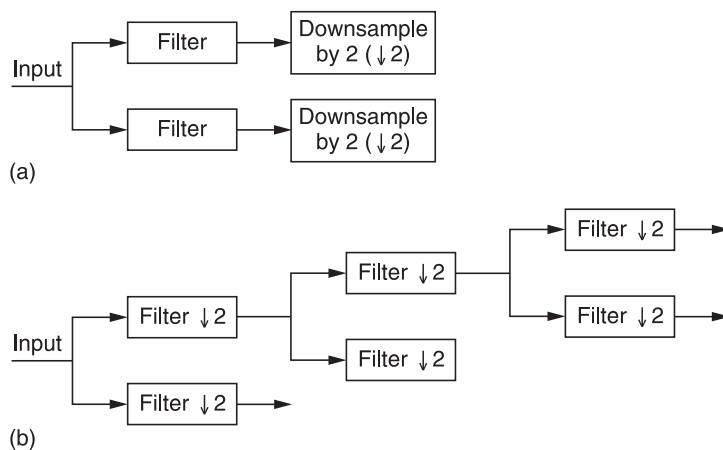 Input
Filter
Downsample
by 2 (↓2)
Filter
Downsample
by 2 (↓2)
(a)
Input
Filter ↓2
Filter ↓2
Filter ↓2
Filter ↓2
Filter ↓2
Filter ↓2
(b)